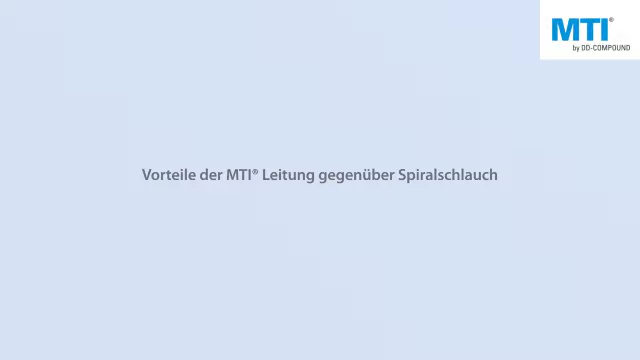 MTI®
by DD-COMPOUND
Vorteile der MTI® Leitung gegenüber Spiralschlauch